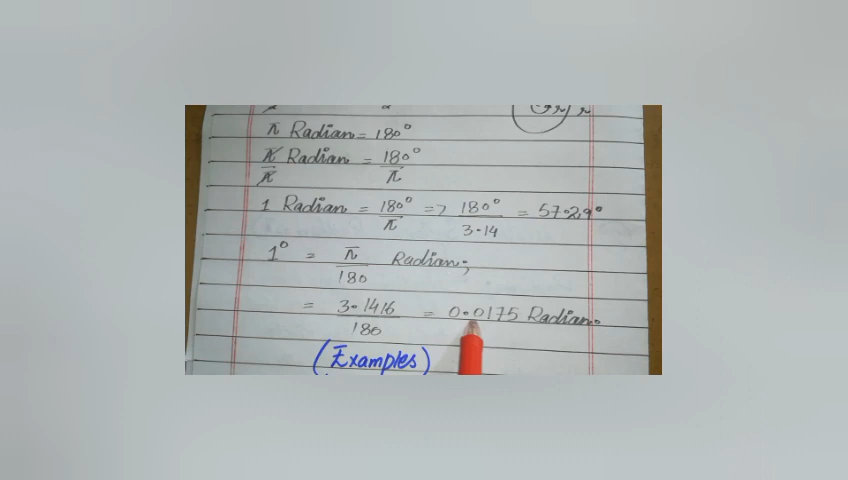 π Radian = 180°
π/π Radian = 180°/π
1 Radian = 180°/π => 180°/3.14 = 57.29°
1° = π/180 Radian;
= 3.1416/180 = 0.0175 Radian.
(Examples)